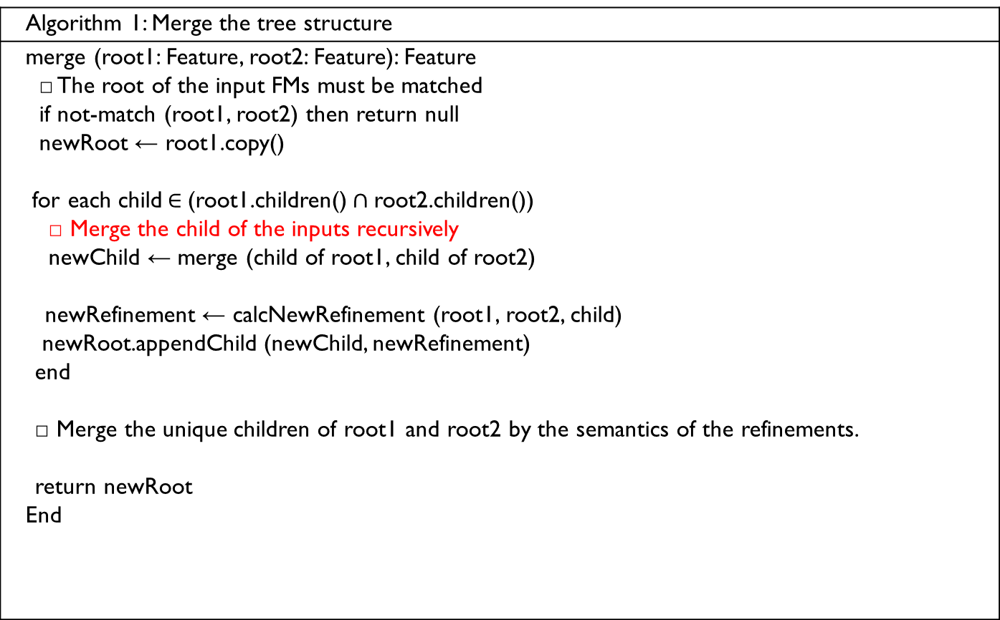 Algorithm 1: Merge the tree structure
merge (root1: Feature, root2: Feature): Feature
□ The root of the input FMs must be matched
if not-match (root1, root2) then return null
newRoot ← root1.copy()
for each child ∈ (root1.children() ∩ root2.children())
□ Merge the child of the inputs recursively
newChild ← merge (child of root1, child of root2)
newRefinement ← calcNewRefinement (root1, root2, child)
newRoot.appendChild (newChild, newRefinement)
end
□ Merge the unique children of root1 and root2 by the semantics of the refinements.
return newRoot
End